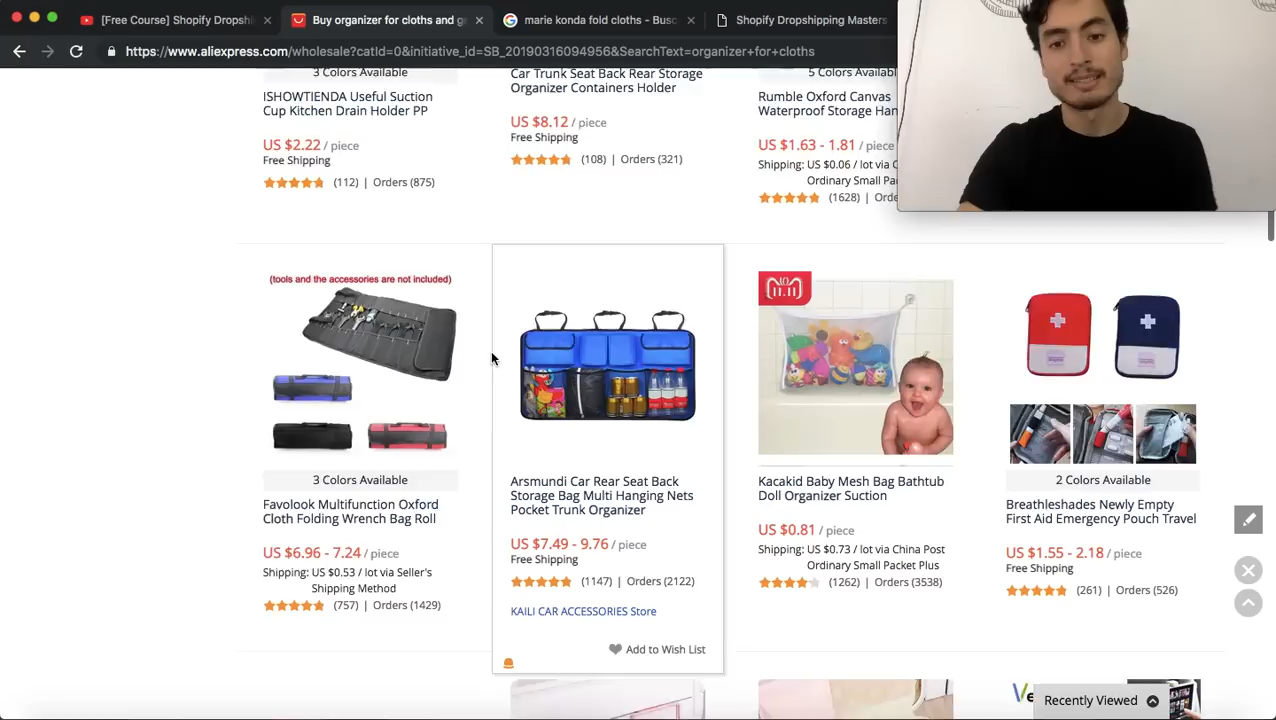 [Free Course] Shopify Dropshi
Buy organizer for cloths and ge
marie konda fold cloths - Busc
Shopify Dropshipping Masters
https://www.aliexpress.com/wholesale?catId=0&initiative_id=SB_20190316094956&SearchText=organizer+for+cloths
3 Colors Available
ISHOWTIENDA Useful Suction
Cup Kitchen Drain Holder PP
US $2.22 / piece
Free Shipping
(112) | Orders (875)
Car Trunk Seat Back Rear Storage
Organizer Containers Holder
US $8.12 / piece
Free Shipping
(108) | Orders (321)
5 Colors Availabl
Rumble Oxford Canvas
Waterproof Storage Han
US $1.63 - 1.81 / piece
Shipping: US $0.06 / lot via C
Ordinary Small Pa
(1628) | Orde
(tools and the accessories are not included)
3 Colors Available
Favolook Multifunction Oxford
Cloth Folding Wrench Bag Roll
US $6.96 - 7.24 / piece
Shipping: US $0.53 / lot via Seller's
Shipping Method
(757) | Orders (1429)
Arsmundi Car Rear Seat Back
Storage Bag Multi Hanging Nets
Pocket Trunk Organizer
US $7.49 - 9.76 / piece
Free Shipping
(1147) | Orders (2122)
KAILI CAR ACCESSORIES Store
Add to Wish List
11.11
Kacakid Baby Mesh Bag Bathtub
Doll Organizer Suction
US $0.81 / piece
Shipping: US $0.73 / lot via China Post
Ordinary Small Packet Plus
(1262) | Orders (3538)
2 Colors Available
Breathleshades Newly Empty
First Aid Emergency Pouch Travel
US $1.55 - 2.18 / piece
Free Shipping
(261) | Orders (526)
Recently Viewed